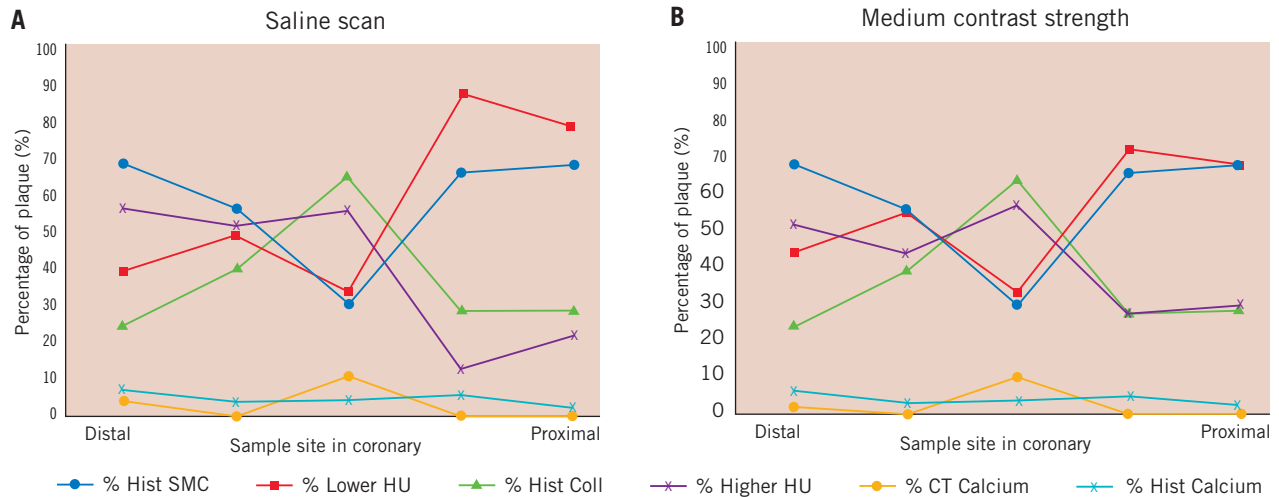 A
Saline scan
Percentage of plaque (%)
100
90
80
70
60
50
40
30
20
10
0
Distal
Sample site in coronary
Proximal
B
Medium contrast strength
Percentage of plaque (%)
100
90
80
70
60
50
40
30
20
10
0
Distal
Sample site in coronary
Proximal
% Hist SMC % Lower HU % Hist Coll % Higher HU % CT Calcium % Hist Calcium